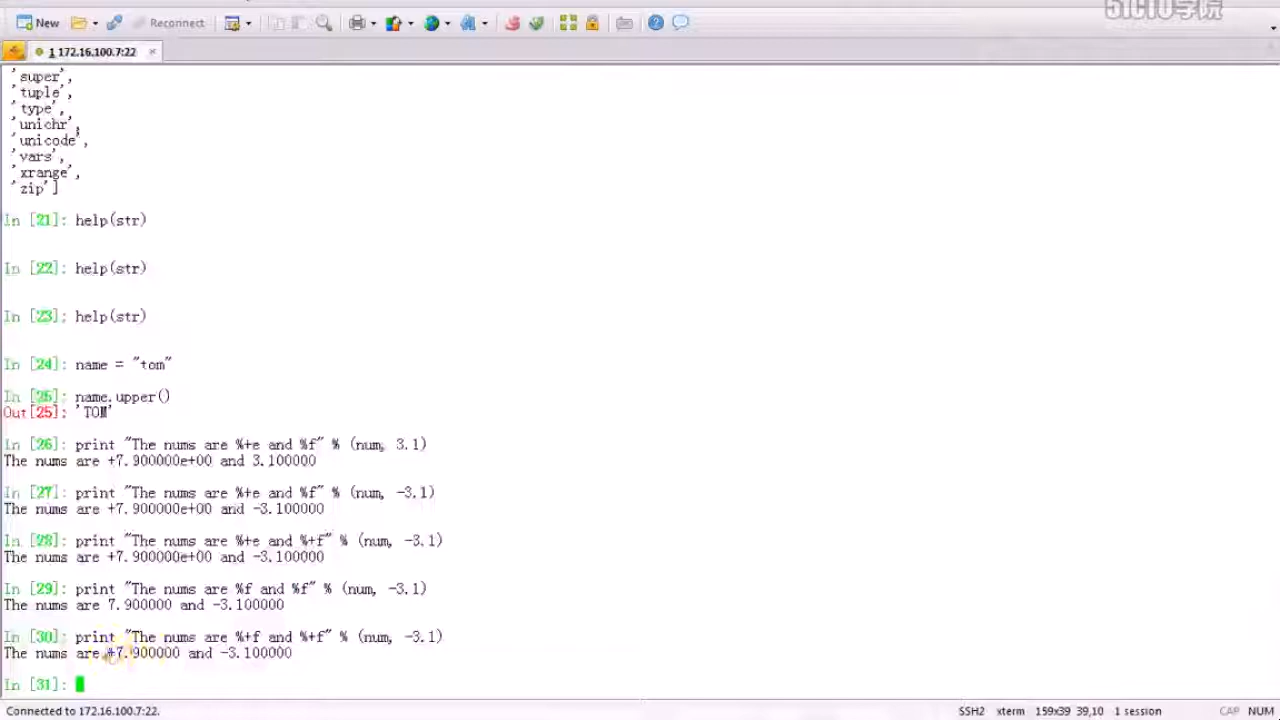 51CTO学院
New Reconnect
1 172.16.100.7:22
'super',
'tuple',
'type',
'unichr',
'unicode',
'vars',
'xrange',
'zip']
In [21]: help(str)
In [22]: help(str)
In [23]: help(str)
In [24]: name = "tom"
In [25]: name.upper()
Out[25]: 'TOM'
In [26]: print "The nums are %+e and %f" % (num, 3.1)
The nums are +7.900000e+00 and 3.100000
In [27]: print "The nums are %+e and %f" % (num, -3.1)
The nums are +7.900000e+00 and -3.100000
In [28]: print "The nums are %+e and %+f" % (num, -3.1)
The nums are +7.900000e+00 and -3.100000
In [29]: print "The nums are %f and %f" % (num, -3.1)
The nums are 7.900000 and -3.100000
In [30]: print "The nums are %+f and %+f" % (num, -3.1)
The nums are +7.900000 and -3.100000
In [31]:
Connected to 172.16.100.7:22. SSH2 xterm 159x39 39,10 1 session CAP NUM